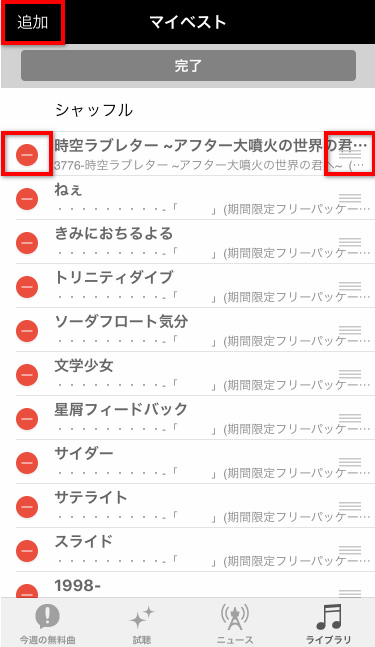 追加
マイベスト
完了
シャッフル
時空ラブレター ~アフター大噴火の世界の君…
3776-時空ラブレター ~アフター大噴火の世界の君へ~ (…
ねぇ
・・・・・・・・・-「　　」(期間限定フリーパッケー…
きみにおちるよる
・・・・・・・・・-「　　」(期間限定フリーパッケー…
トリニティダイブ
・・・・・・・・・-「　　」(期間限定フリーパッケー…
ソーダフロート気分
・・・・・・・・・-「　　」(期間限定フリーパッケー…
文学少女
・・・・・・・・・-「　　」(期間限定フリーパッケー…
星屑フィードバック
・・・・・・・・・-「　　」(期間限定フリーパッケー…
サイダー
・・・・・・・・・-「　　」(期間限定フリーパッケー…
サテライト
・・・・・・・・・-「　　」(期間限定フリーパッケー…
スライド
・・・・・・・・・-「　　」(期間限定フリーパッケー…
1998-
今週の無料曲
試聴
ニュース
ライブラリ